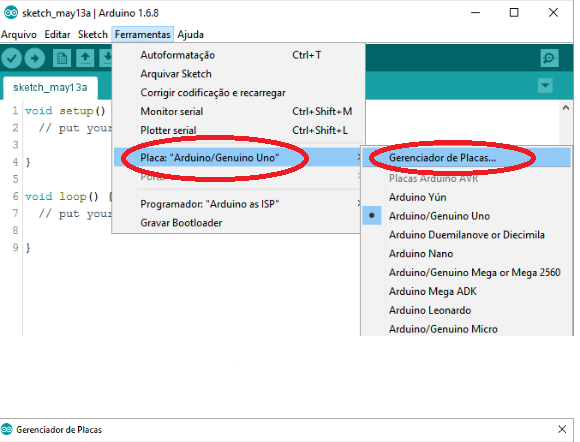 sketch_may13a | Arduino 1.6.8
Arquivo Editar Sketch Ferramentas Ajuda
Autoformatação Ctrl+T
Arquivar Sketch
sketch_may13a
Corrigir codificação e recarregar
1 void setup()
Monitor serial Ctrl+Shift+M
2 // put your
Plotter serial Ctrl+Shift+L
3
Placa: "Arduino/Genuino Uno"
Gerenciador de Placas...
4 }
Porta
Placas Arduino AVR
5
Arduino Yún
6 void loop() {
Programador: "Arduino as ISP"
7 // put your
Arduino/Genuino Uno
Gravar Bootloader
8
Arduino Duemilanove or Diecimila
9 }
Arduino Nano
Arduino/Genuino Mega or Mega 2560
Arduino Mega ADK
Arduino Leonardo
Arduino/Genuino Micro
Gerenciador de Placas